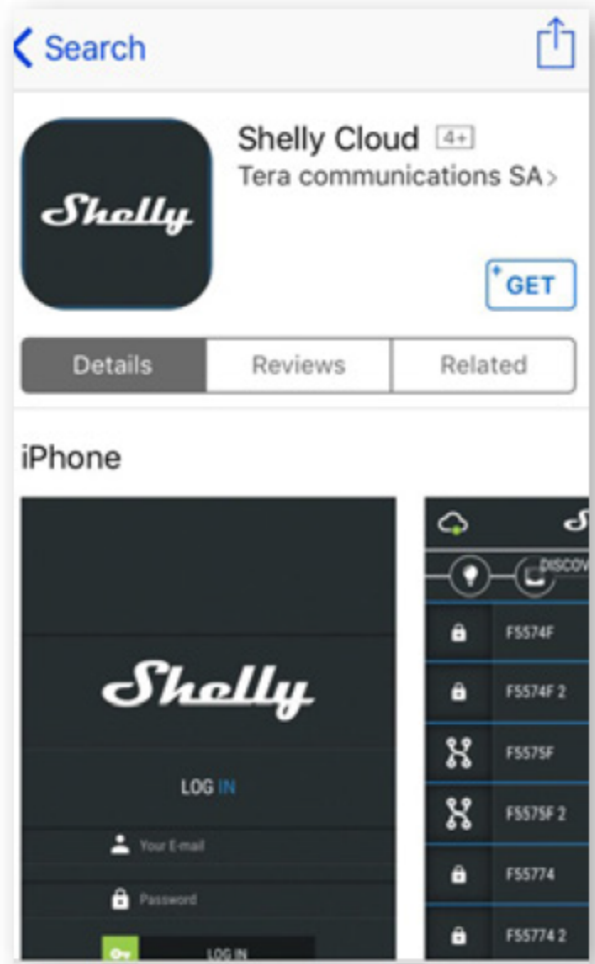 Search
Shelly Cloud 4+
Tera communications SA>
Shelly
GET
Details Reviews Related
iPhone
Shelly
LOG IN
Your E-mail
Password
LOG IN
S
DISCOV
F5574F
F5574F 2
F5575F
F5575F 2
F55774
F55774 2